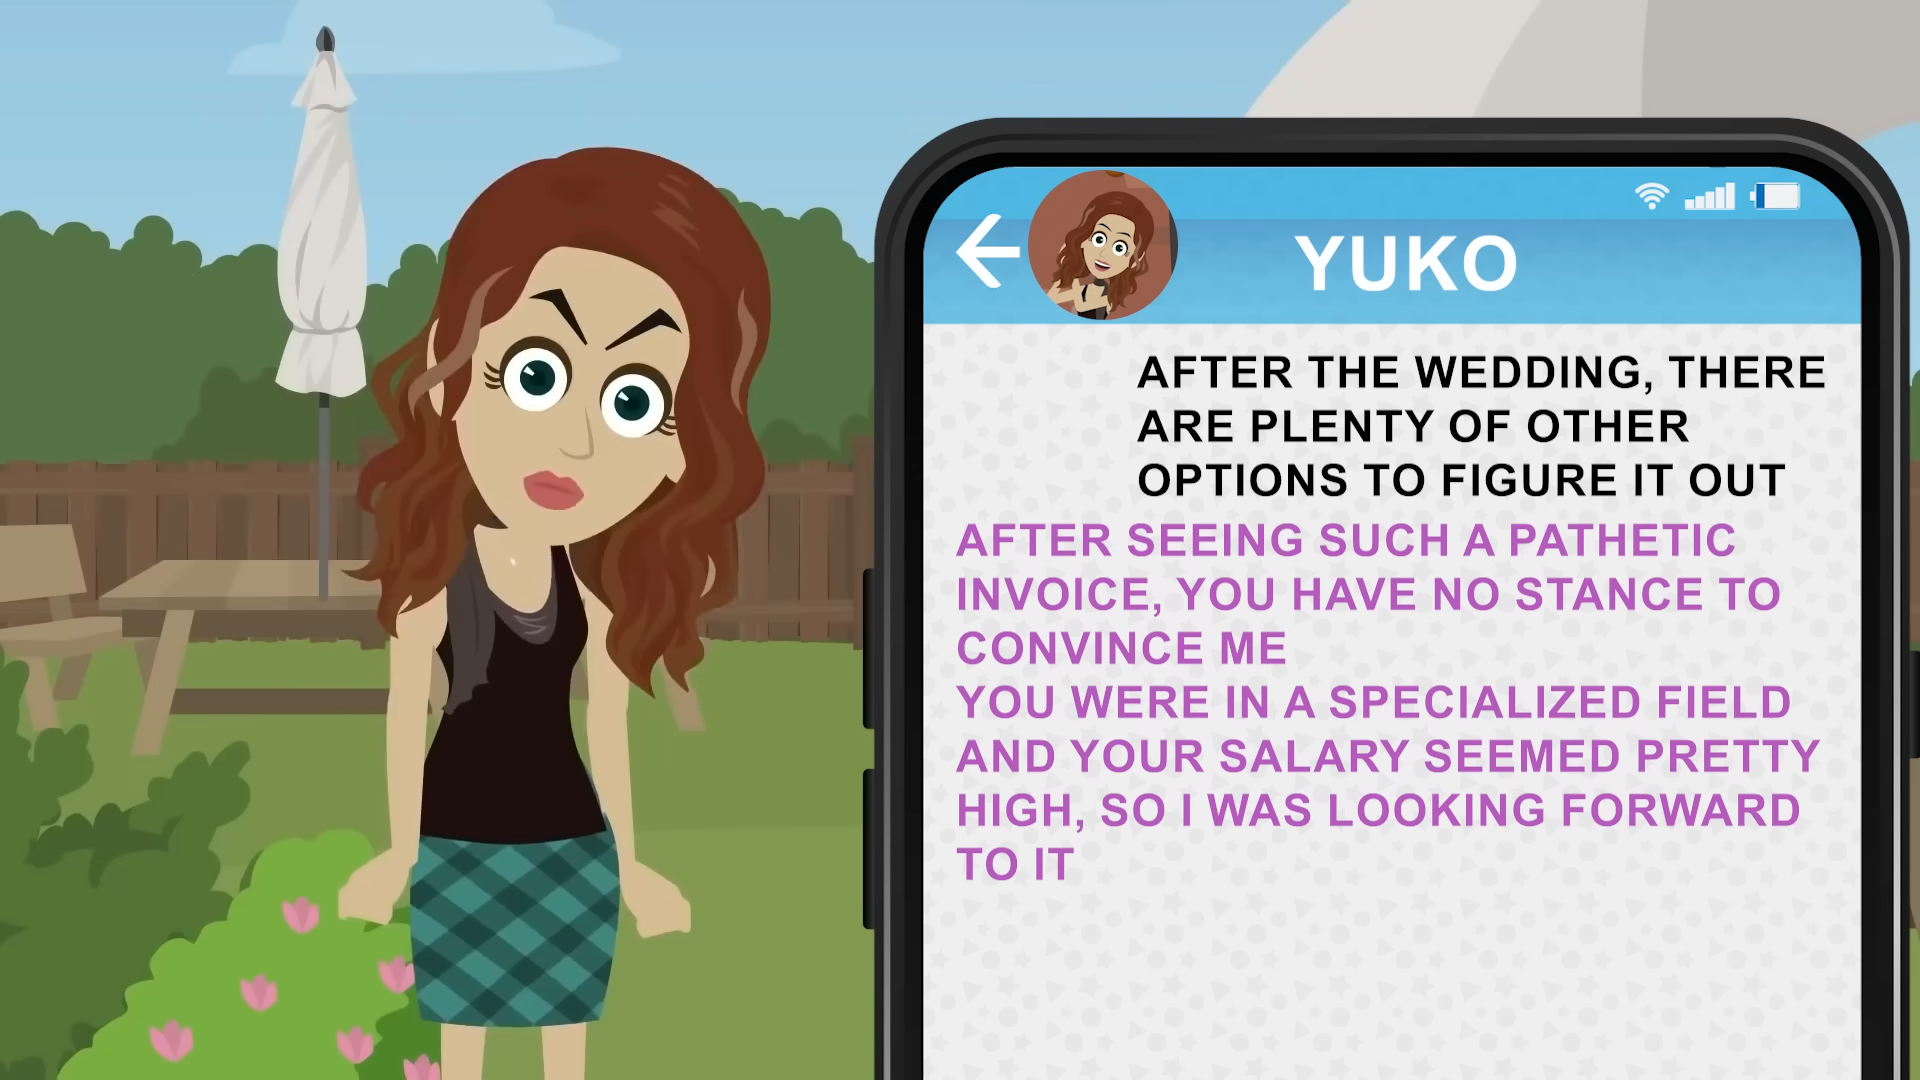 YUKO
AFTER THE WEDDING, THERE
ARE PLENTY OF OTHER
OPTIONS TO FIGURE IT OUT
AFTER SEEING SUCH A PATHETIC
INVOICE, YOU HAVE NO STANCE TO
CONVINCE ME
YOU WERE IN A SPECIALIZED FIELD
AND YOUR SALARY SEEMED PRETTY
HIGH, SO I WAS LOOKING FORWARD
TO IT